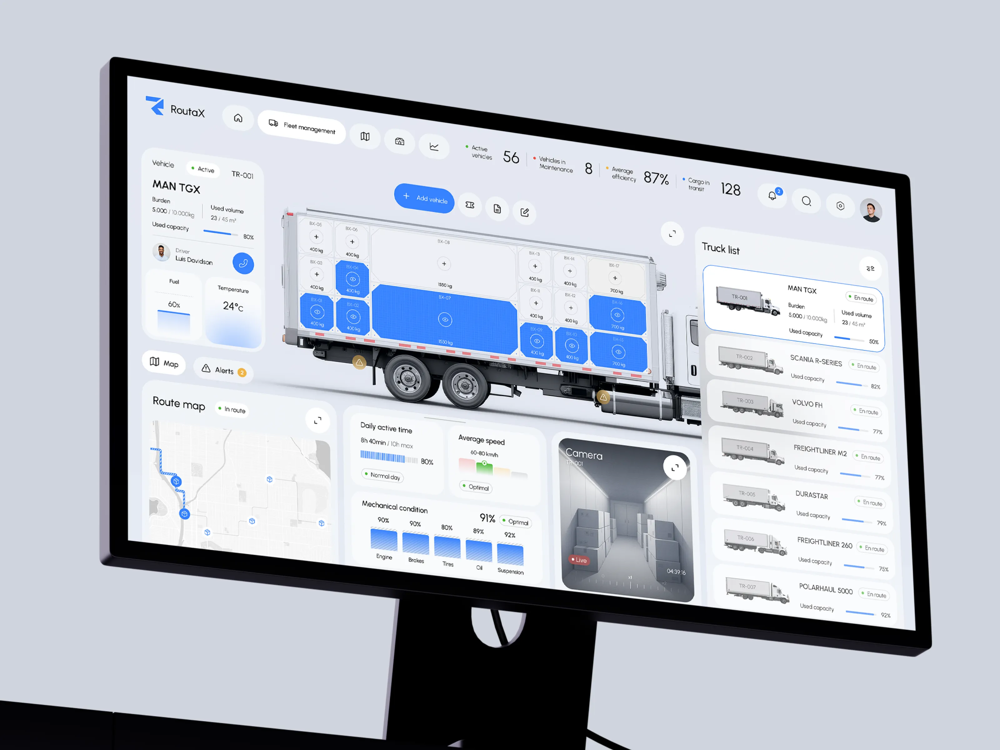 RoutaX
Fleet management
Active
vehicles
56
Vehicles in
Maintenance
8
Average
efficiency
87%
Cargo in
transit
128
2
Vehicle
Active
TR-001
MAN TGX
Burden
5.000 / 10.000kg
Used volume
23 / 45 m³
Used capacity
80%
Driver
Luis Davidson
Fuel
60%
Temperature
24°C
Map
Alerts
2
Add vehicle
BX-05
400 kg
BX-06
400 kg
BX-08
1550 kg
BX-13
400 kg
BX-14
400 kg
BX-17
700 kg
BX-03
400 kg
BX-04
400 kg
BX-07
1550 kg
BX-11
400 kg
BX-12
400 kg
BX-16
700 kg
BX-01
400 kg
BX-02
400 kg
BX-09
400 kg
BX-10
400 kg
BX-15
700 kg
Route map
In route
Daily active time
8h 40min / 10h max
80%
Normal day
Average speed
60-80 km/h
Optimal
Mechanical condition
91%
Optimal
90%
90%
80%
89%
92%
Engine
Brakes
Tires
Oil
Suspension
Camera
TR-001
Live
04:39:16
x1
x2
Truck list
TR-001
MAN TGX
En route
Burden
5.000 / 10.000kg
Used volume
23 / 45 m³
Used capacity
50%
TR-002
SCANIA R-SERIES
En route
Used capacity
82%
TR-003
VOLVO FH
En route
Used capacity
77%
TR-004
FREIGHTLINER M2
En route
Used capacity
77%
TR-005
DURASTAR
En route
Used capacity
79%
TR-006
FREIGHTLINER 260
En route
Used capacity
75%
TR-007
POLARHAUL 5000
En route
Used capacity
92%